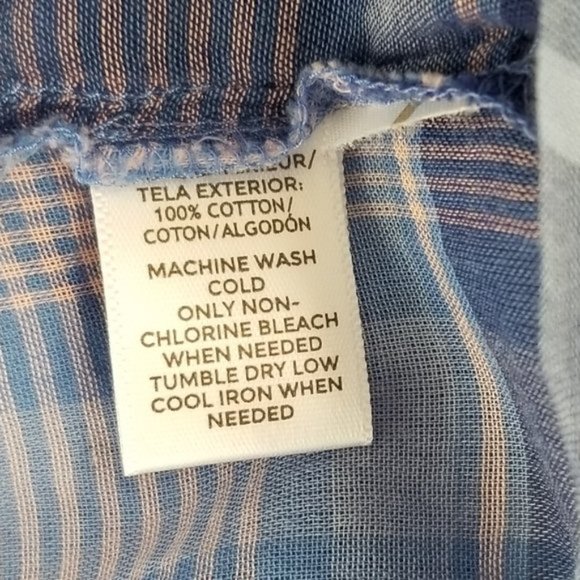 TELA EXTERIOR:
100% COTTON/
COTON/ALGODÓN
MACHINE WASH
COLD
ONLY NON-
CHLORINE BLEACH
WHEN NEEDED
TUMBLE DRY LOW
COOL IRON WHEN
NEEDED